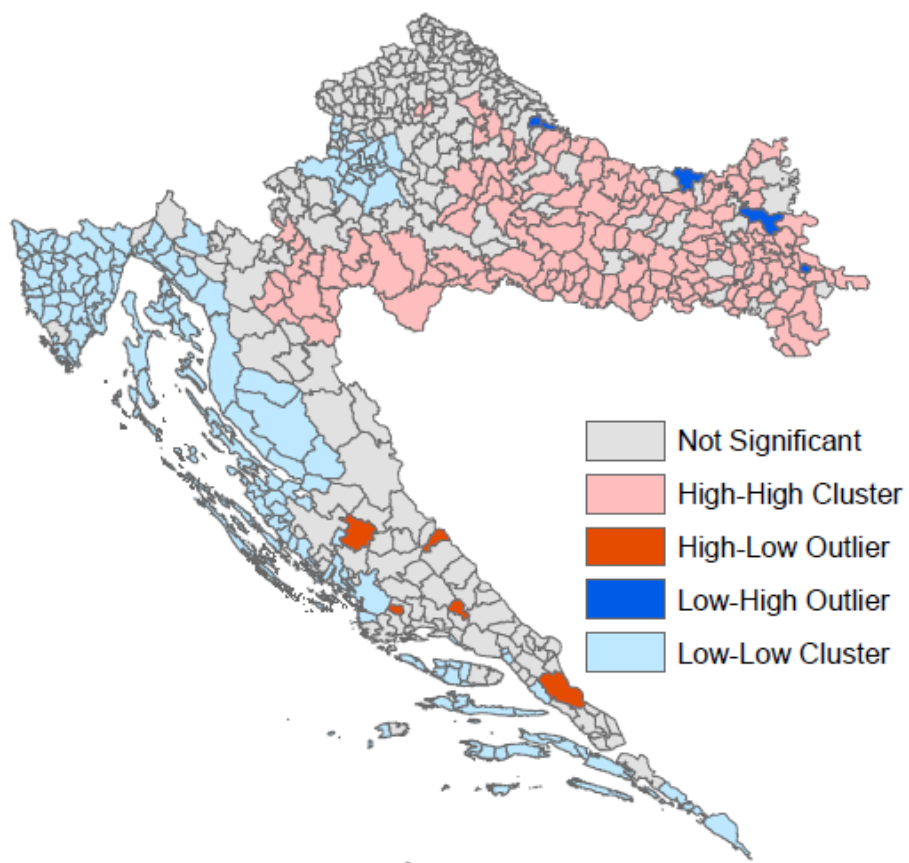 Not Significant
High-High Cluster
High-Low Outlier
Low-High Outlier
Low-Low Cluster